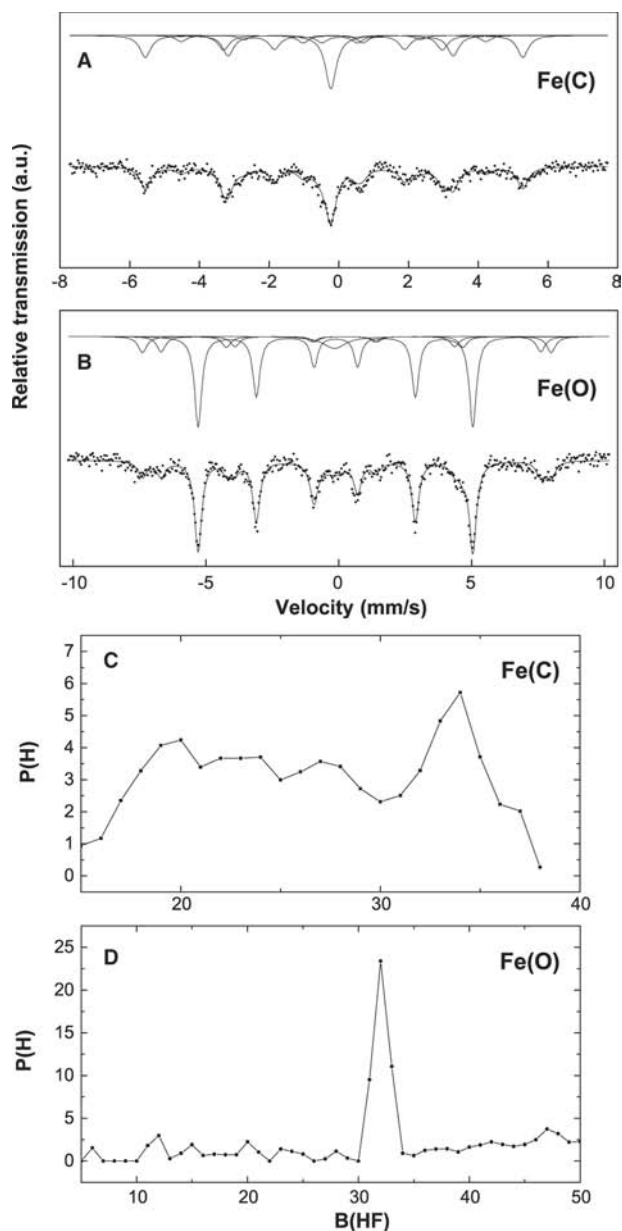 A
Fe(C)
-8 -6 -4 -2 0 2 4 6 8
Relative transmission (a.u.)
B
Fe(O)
-10 -5 0 5 10
Velocity (mm/s)
7
C
Fe(C)
6
5
4
P(H)
3
2
1
0
20 30 40
25
D
Fe(O)
20
15
P(H)
10
5
0
10 20 30 40 50
B(HF)